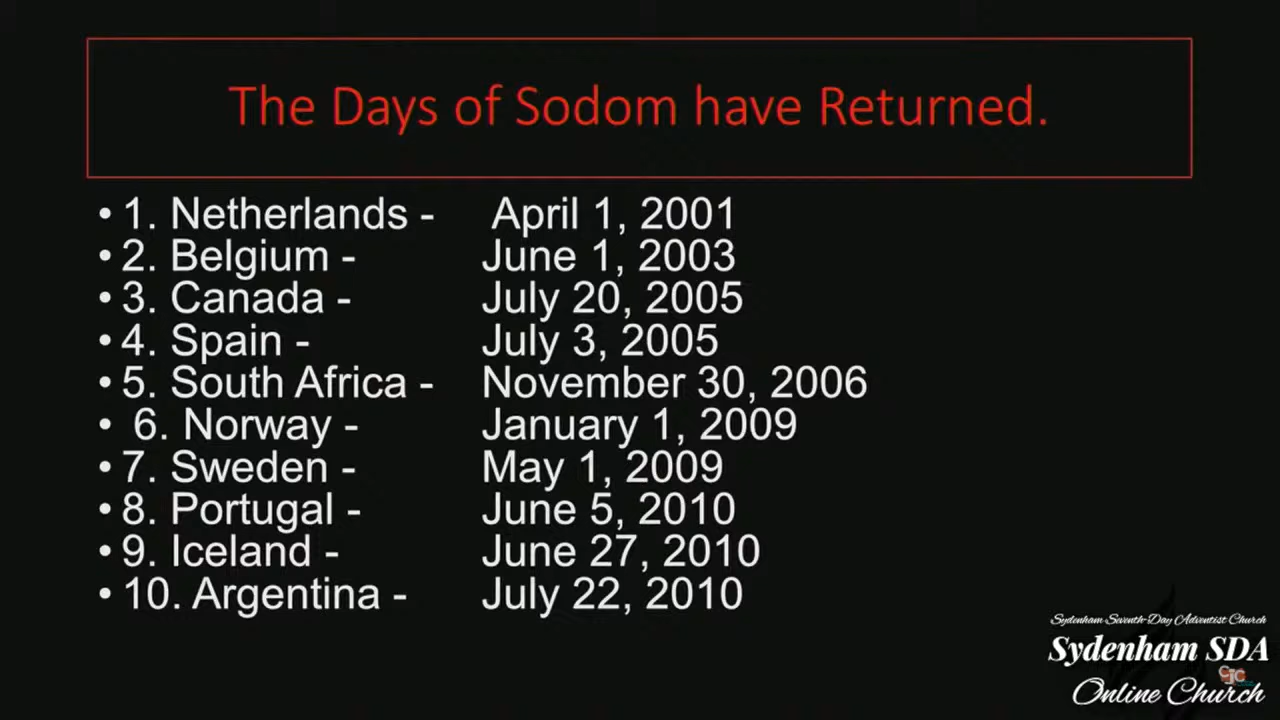 The Days of Sodom have Returned.
• 1. Netherlands - April 1, 2001
• 2. Belgium - June 1, 2003
• 3. Canada - July 20, 2005
• 4. Spain - July 3, 2005
• 5. South Africa - November 30, 2006
• 6. Norway - January 1, 2009
• 7. Sweden - May 1, 2009
• 8. Portugal - June 5, 2010
• 9. Iceland - June 27, 2010
• 10. Argentina - July 22, 2010
Sydenham Seventh-Day Adventist Church
Sydenham SDA
Online Church